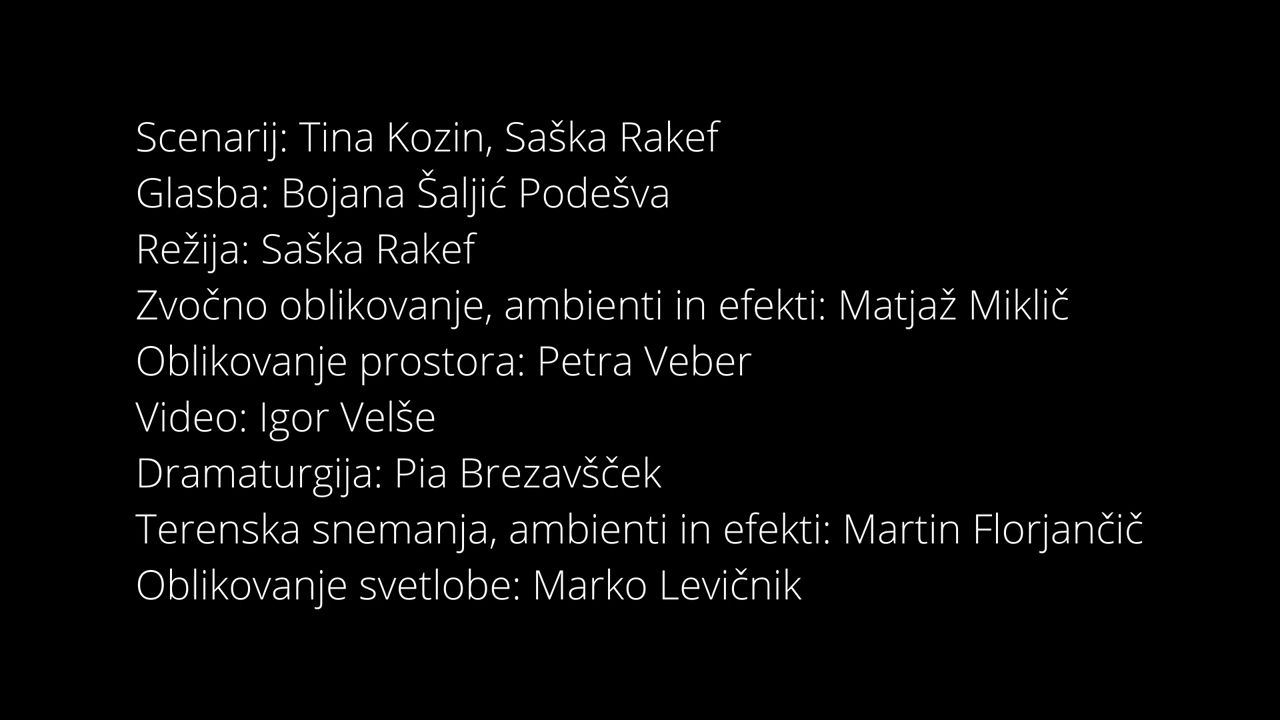 Scenarij: Tina Kozin, Saška Rakef
Glasba: Bojana Šaljić Podešva
Režija: Saška Rakef
Zvočno oblikovanje, ambienti in efekti: Matjaž Miklič
Oblikovanje prostora: Petra Veber
Video: Igor Velše
Dramaturgija: Pia Brezavšček
Terenska snemanja, ambienti in efekti: Martin Florjančič
Oblikovanje svetlobe: Marko Levičnik